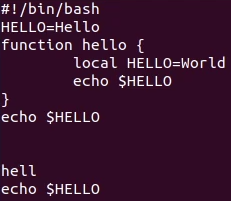 #!/bin/bash
HELLO=Hello
function hello {
        local HELLO=World
        echo $HELLO
}
echo $HELLO
hell
echo $HELLO